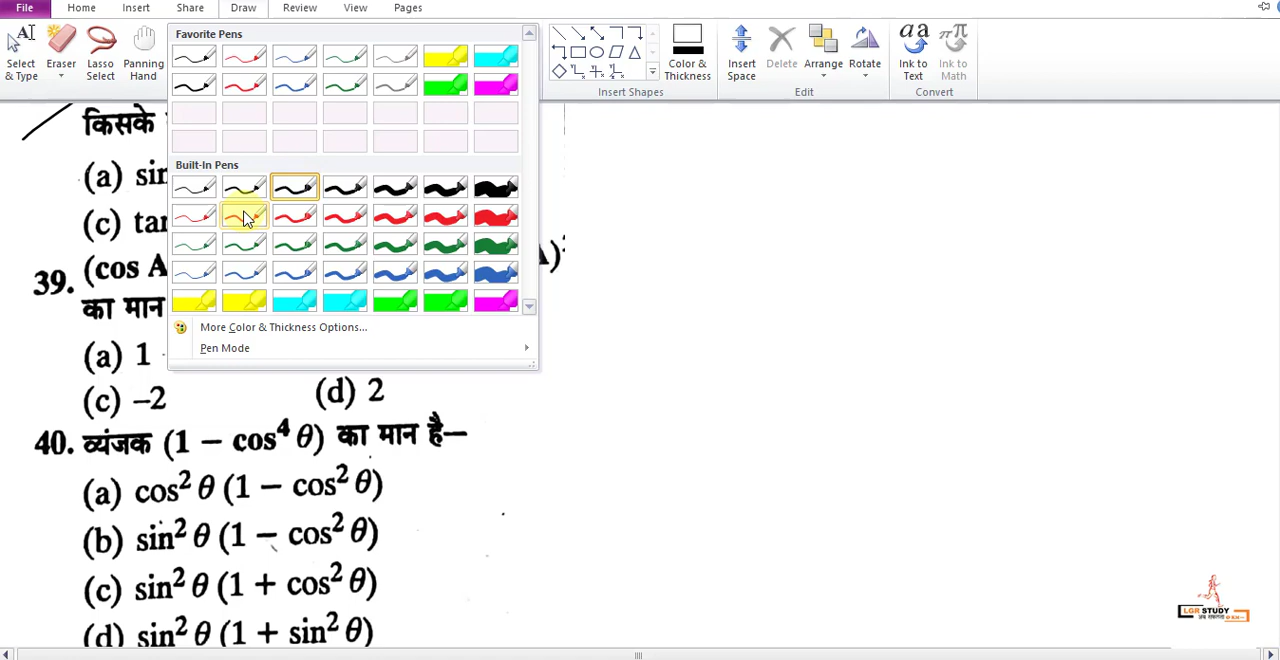 File Home Insert Share Draw Review View Pages
Select & Type
Eraser
Lasso Select
Panning Hand
Favorite Pens
Built-In Pens
More Color & Thickness Options...
Pen Mode
Color & Thickness
Insert Shapes
Insert Space
Delete
Arrange
Rotate
Edit
Ink to Text
Ink to Math
Convert
किसके
(a) sin
(c) tan
39. (cos A
A)²
का मान
(a) 1
(c) –2 (d) 2
40. व्यंजक (1 – cos⁴ θ) का मान है—
(a) cos² θ (1 – cos² θ)
(b) sin² θ (1 – cos² θ)
(c) sin² θ (1 + cos² θ)
(d) sin² θ (1 + sin² θ)
LGR STUDY